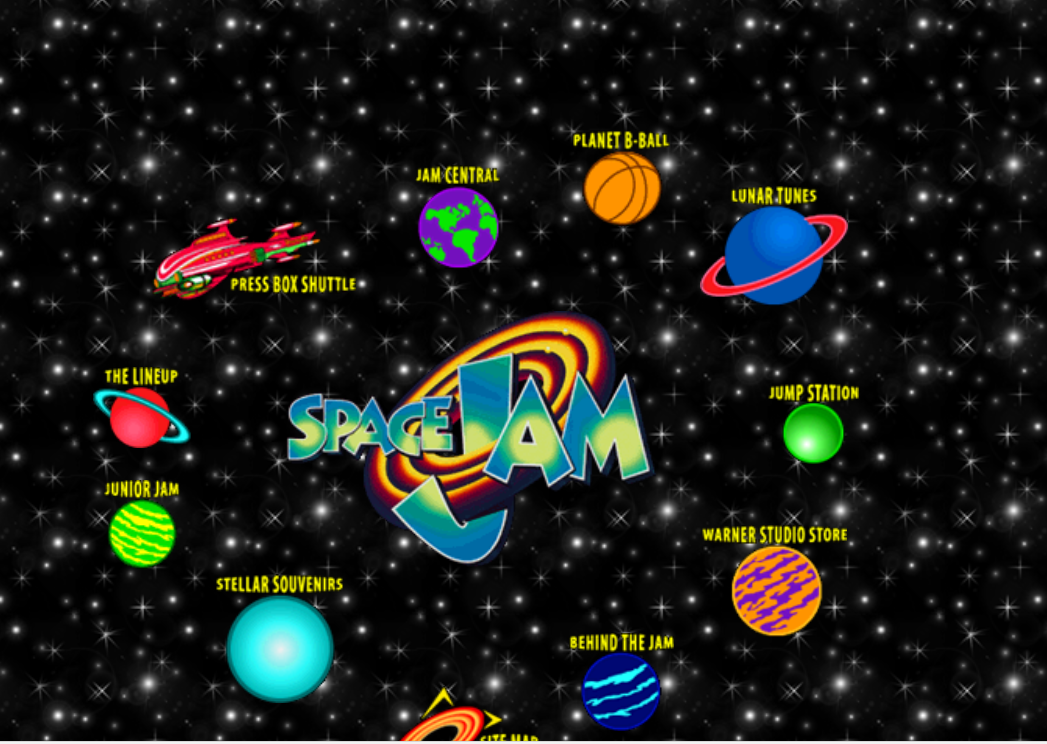 PLANET B-BALL
JAM CENTRAL
LUNAR TUNES
PRESS BOX SHUTTLE
THE LINEUP
JUMP STATION
SPACE JAM
JUNIOR JAM
WARNER STUDIO STORE
STELLAR SOUVENIRS
BEHIND THE JAM
SITE MAP